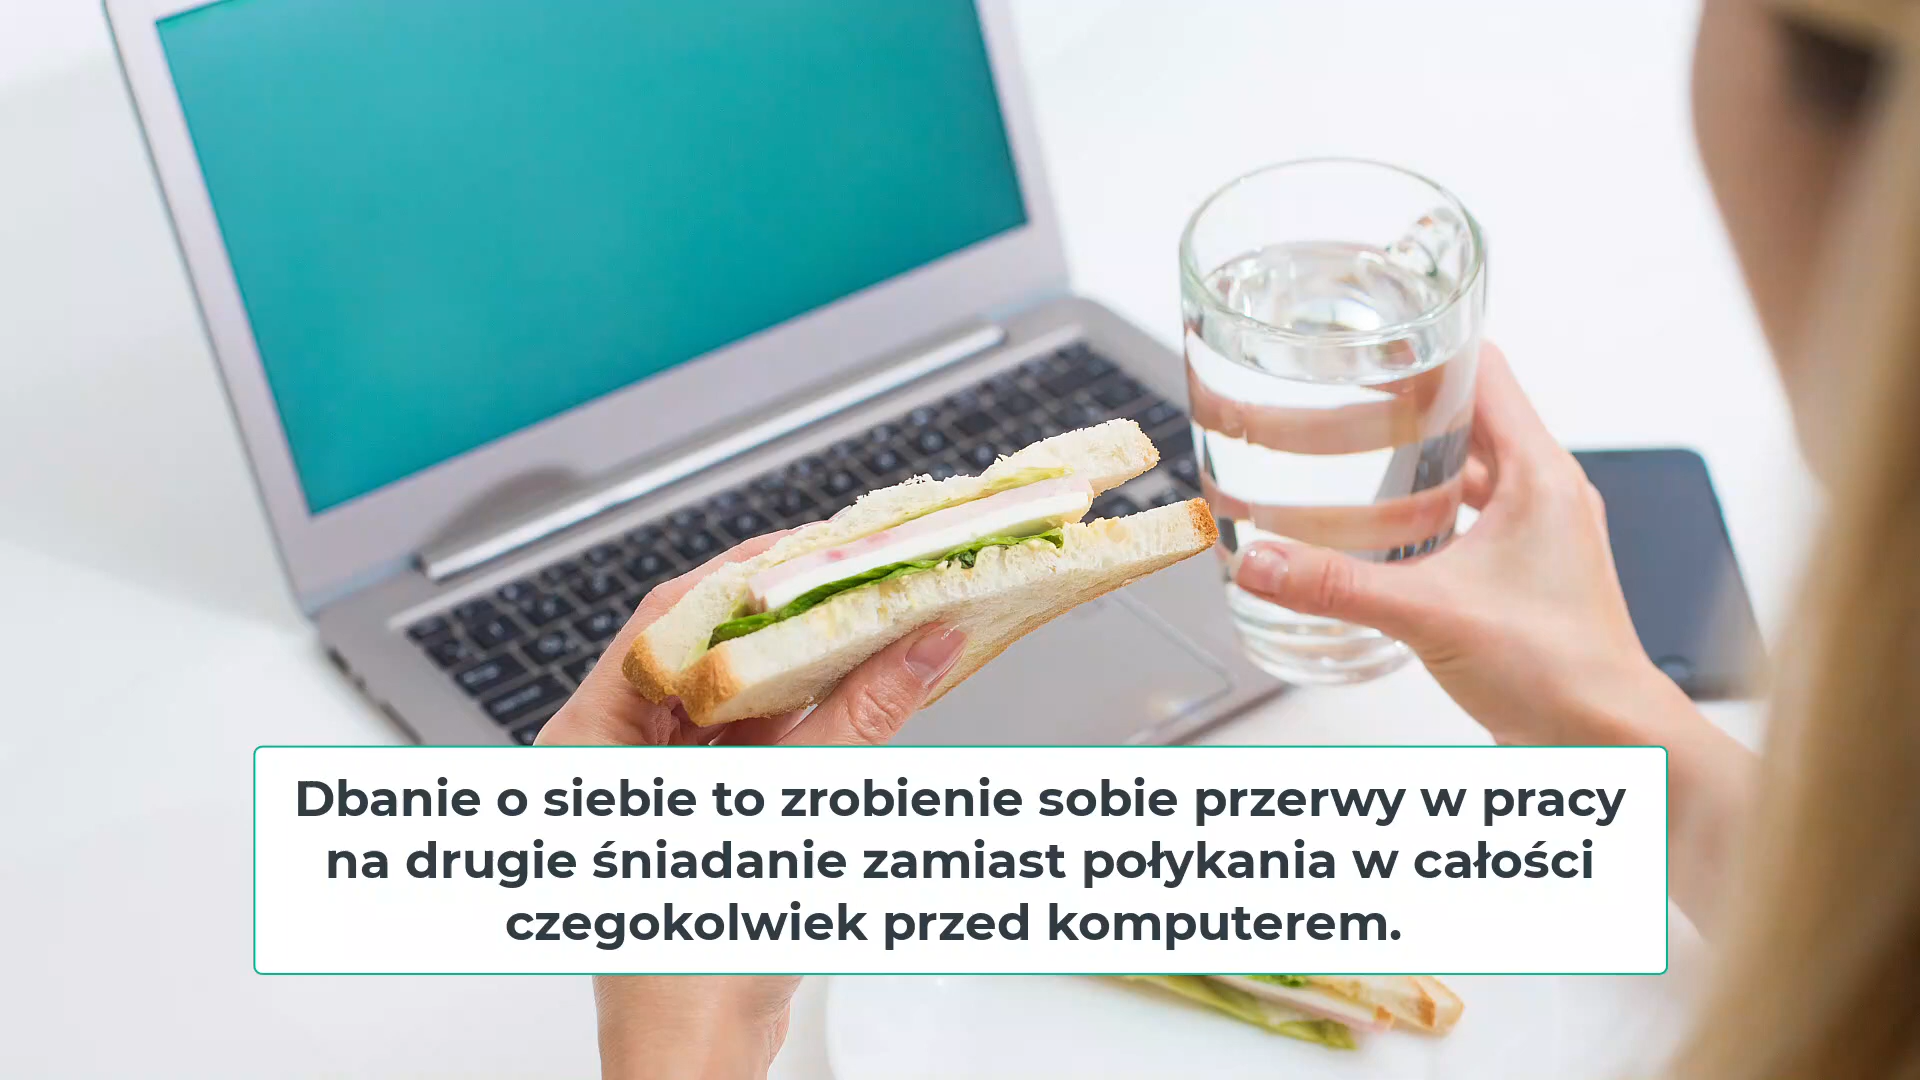 Dbanie o siebie to zrobienie sobie przerwy w pracy
na drugie śniadanie zamiast połykania w całości
czegokolwiek przed komputerem.